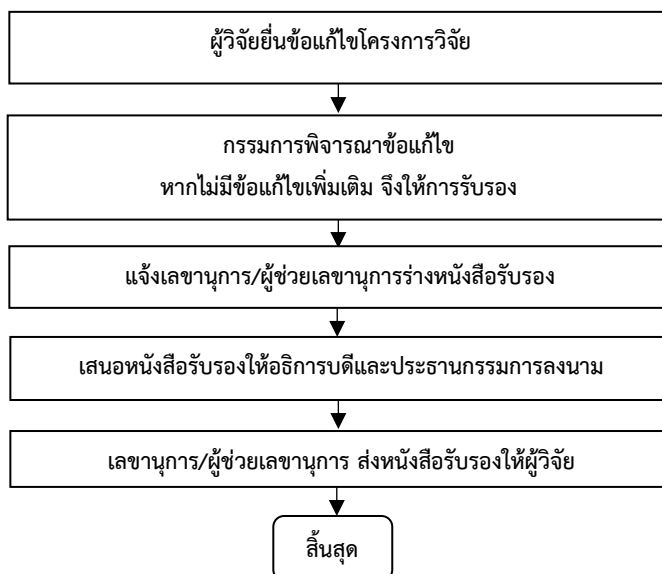 ผู้วิจัยยื่นข้อแก้ไขโครงการวิจัย
กรรมการพิจารณาข้อแก้ไข
หากไม่มีข้อแก้ไขเพิ่มเติม จึงให้การรับรอง
แจ้งเลขานุการ/ผู้ช่วยเลขานุการร่างหนังสือรับรอง
เสนอหนังสือรับรองให้อธิการบดีและประธานกรรมการลงนาม
เลขานุการ/ผู้ช่วยเลขานุการ ส่งหนังสือรับรองให้ผู้วิจัย
สิ้นสุด